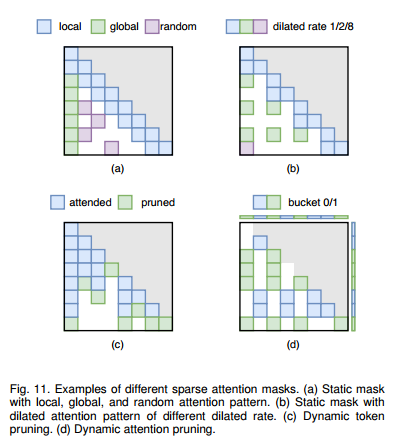 local global random
dilated rate 1/2/8
(a)
(b)
attended pruned
bucket 0/1
(c)
(d)
Fig. 11. Examples of different sparse attention masks. (a) Static mask
with local, global, and random attention pattern. (b) Static mask with
dilated attention pattern of different dilated rate. (c) Dynamic token
pruning. (d) Dynamic attention pruning.